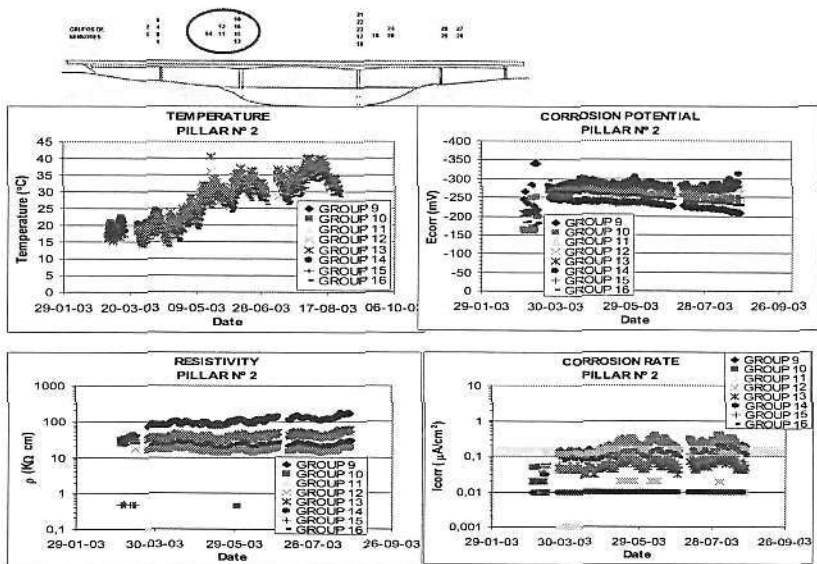 GRUPOS DE
SENSORES
TEMPERATURE
PILLAR Nº 2
Temperature (°C)
45
40
35
30
25
20
15
10
5
0
29-01-03 20-03-03 09-05-03 28-06-03 17-08-03 06-10-03
Date
GROUP 9
GROUP 10
GROUP 11
GROUP 12
GROUP 13
GROUP 14
GROUP 15
GROUP 16
CORROSION POTENTIAL
PILLAR Nº 2
Ecorr (mV)
-400
-350
-300
-250
-200
-150
-100
-50
0
29-01-03 30-03-03 29-05-03 28-07-03 26-09-03
Date
GROUP 9
GROUP 10
GROUP 11
GROUP 12
GROUP 13
GROUP 14
GROUP 15
GROUP 16
RESISTIVITY
PILLAR Nº 2
ρ (KΩ cm)
1000
100
10
1
0,1
29-01-03 30-03-03 29-05-03 28-07-03 26-09-03
Date
GROUP 9
GROUP 10
GROUP 11
GROUP 12
GROUP 13
GROUP 14
GROUP 15
GROUP 16
CORROSION RATE
PILLAR Nº 2
Icorr (µA/cm²)
10
1
0,1
0,01
0,001
29-01-03 30-03-03 29-05-03 28-07-03 26-09-03
Date
GROUP 9
GROUP 10
GROUP 11
GROUP 12
GROUP 13
GROUP 14
GROUP 15
GROUP 16